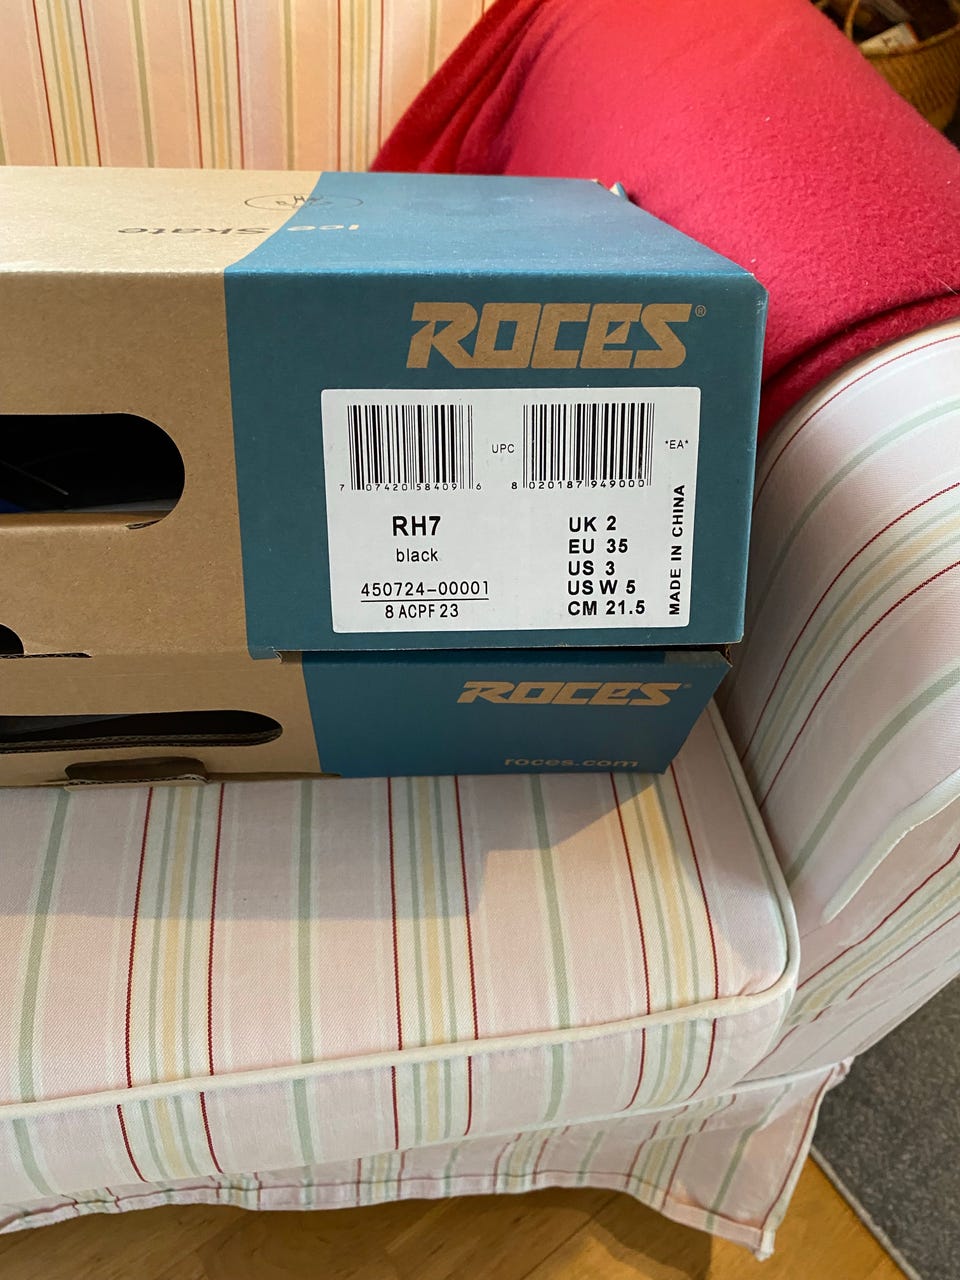 Ice Skate
ROCES®
UPC
*EA*
7 07420 58409 6
8 020187 949000
RH7
black
450724-00001
8 ACPF 23
UK 2
EU 35
US 3
US W 5
CM 21.5
MADE IN CHINA
ROCES®
roces.com